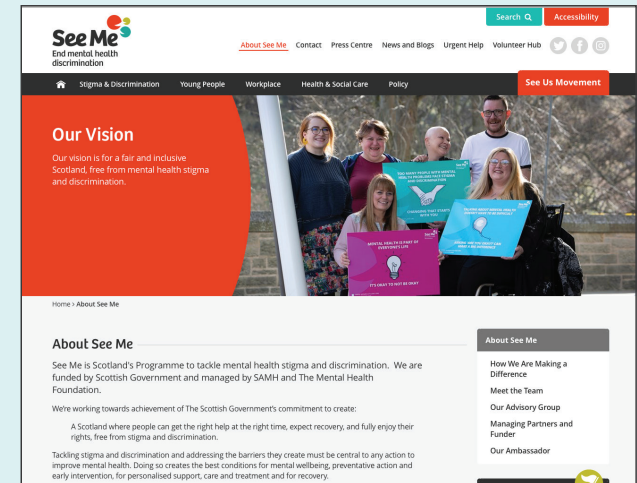 Search
Accessibility
See Me
End mental health
discrimination
About See Me
Contact
Press Centre
News and Blogs
Urgent Help
Volunteer Hub
Stigma & Discrimination
Young People
Workplace
Health & Social Care
Policy
See Us Movement
Our Vision
Our vision is for a fair and inclusive
Scotland, free from mental health stigma
and discrimination.
MENTAL HEALTH IS PART OF
EVERYONE'S LIFE
IT'S OKAY TO NOT BE OKAY
Home > About See Me
About See Me
See Me is Scotland's Programme to tackle mental health stigma and discrimination. We are
funded by Scottish Government and managed by SAMH and The Mental Health
Foundation.
We're working towards achievement of The Scottish Government's commitment to create:
A Scotland where people can get the right help at the right time, expect recovery, and fully enjoy their
rights, free from stigma and discrimination.
Tackling stigma and discrimination and addressing the barriers they create must be central to any action to
improve mental health. Doing so creates the best conditions for mental wellbeing, preventative action and
early intervention, for personalised support, care and treatment and for recovery.
About See Me
How We Are Making a
Difference
Meet the Team
Our Advisory Group
Managing Partners and
Funder
Our Ambassador